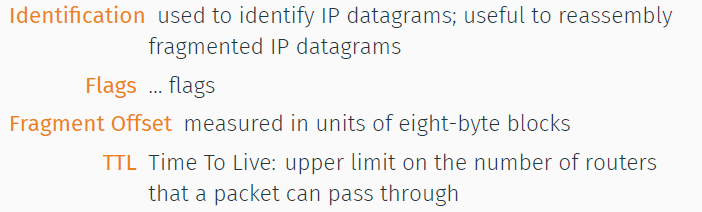 Identification used to identify IP datagrams; useful to reassembly
fragmented IP datagrams
Flags ... flags
Fragment Offset measured in units of eight-byte blocks
TTL Time To Live: upper limit on the number of routers
that a packet can pass through